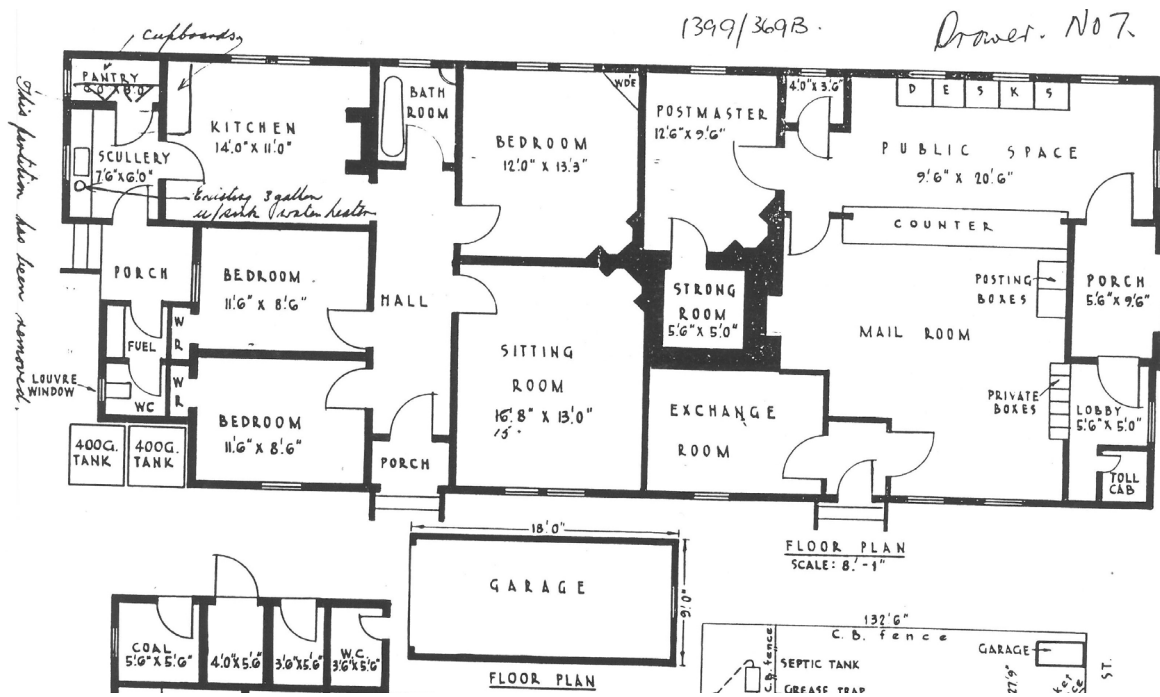 1399/369B.
Drawer. No 7.
cupboards
This partition has been removed.
PANTRY
KITCHEN
14'.0" X 11'.0"
SCULLERY
7'.6" X 6'.0"
Existing 3 gallon
u/sink water heater
BATH
ROOM
BEDROOM
12'.0" X 13'.3"
WDE
POSTMASTER
12'.6" X 9'.6"
4'.0" X 3'.6"
DESKS
PUBLIC SPACE
9'.6" X 20'.6"
COUNTER
PORCH
BEDROOM
11'.6" X 8'.6"
HALL
STRONG
ROOM
5'.6" X 5'.0"
POSTING
BOXES
PORCH
5'.6" X 9'.6"
MAIL ROOM
W
R
FUEL
SITTING
ROOM
16'.8" X 13'.0"
15'
LOUVRE
WINDOW
WC
W
R
BEDROOM
11'.6" X 8'.6"
EXCHANGE
ROOM
PRIVATE
BOXES
LOBBY
5'.6" X 5'.0"
400G.
TANK
400G.
TANK
PORCH
TOLL
CAB
18'.0"
GARAGE
9'.0"
FLOOR PLAN
FLOOR PLAN
SCALE: 8'.-1"
COAL
5'.6" X 5'.6"
4'.0" X 5'.6"
3'.6" X 5'.6"
W.C.
3'.6" X 5'.6"
132'.6"
C.B. fence
C.B. fence
SEPTIC TANK
GREASE TRAP
GARAGE
27'9"
ST.